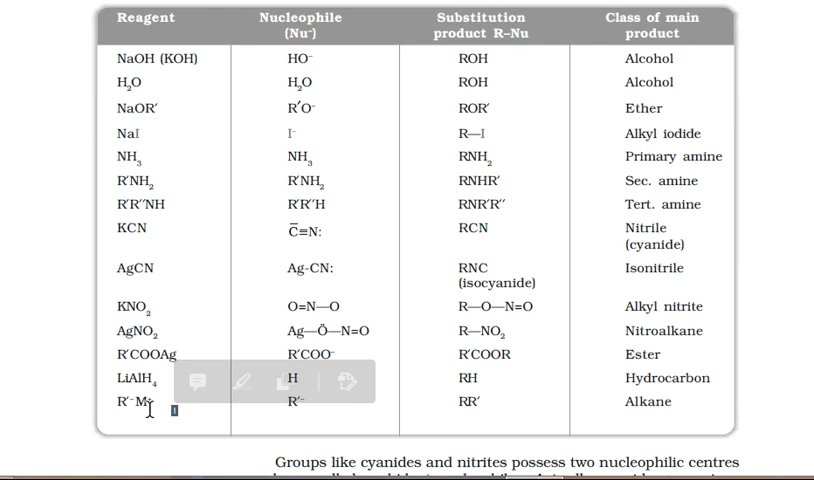 Reagent Nucleophile Substitution Class of main
(Nu⁻) product R–Nu product
NaOH (KOH) HO⁻ ROH Alcohol
H₂O H₂O ROH Alcohol
NaOR′ R′O⁻ ROR′ Ether
NaI I⁻ R—I Alkyl iodide
NH₃ NH₃ RNH₂ Primary amine
R′NH₂ R′NH₂ RNHR′ Sec. amine
R′R′′NH R′R′′H RNR′R′′ Tert. amine
KCN C̅≡N: RCN Nitrile
(cyanide)
AgCN Ag-CN: RNC Isonitrile
(isocyanide)
KNO₂ O=N—O R—O—N=O Alkyl nitrite
AgNO₂ Ag—Ö—N=O R—NO₂ Nitroalkane
R′COOAg R′COO⁻ R′COOR Ester
LiAlH₄ H RH Hydrocarbon
R′⁻ R′⁻ RR′ Alkane
Groups like cyanides and nitrites possess two nucleophilic centres